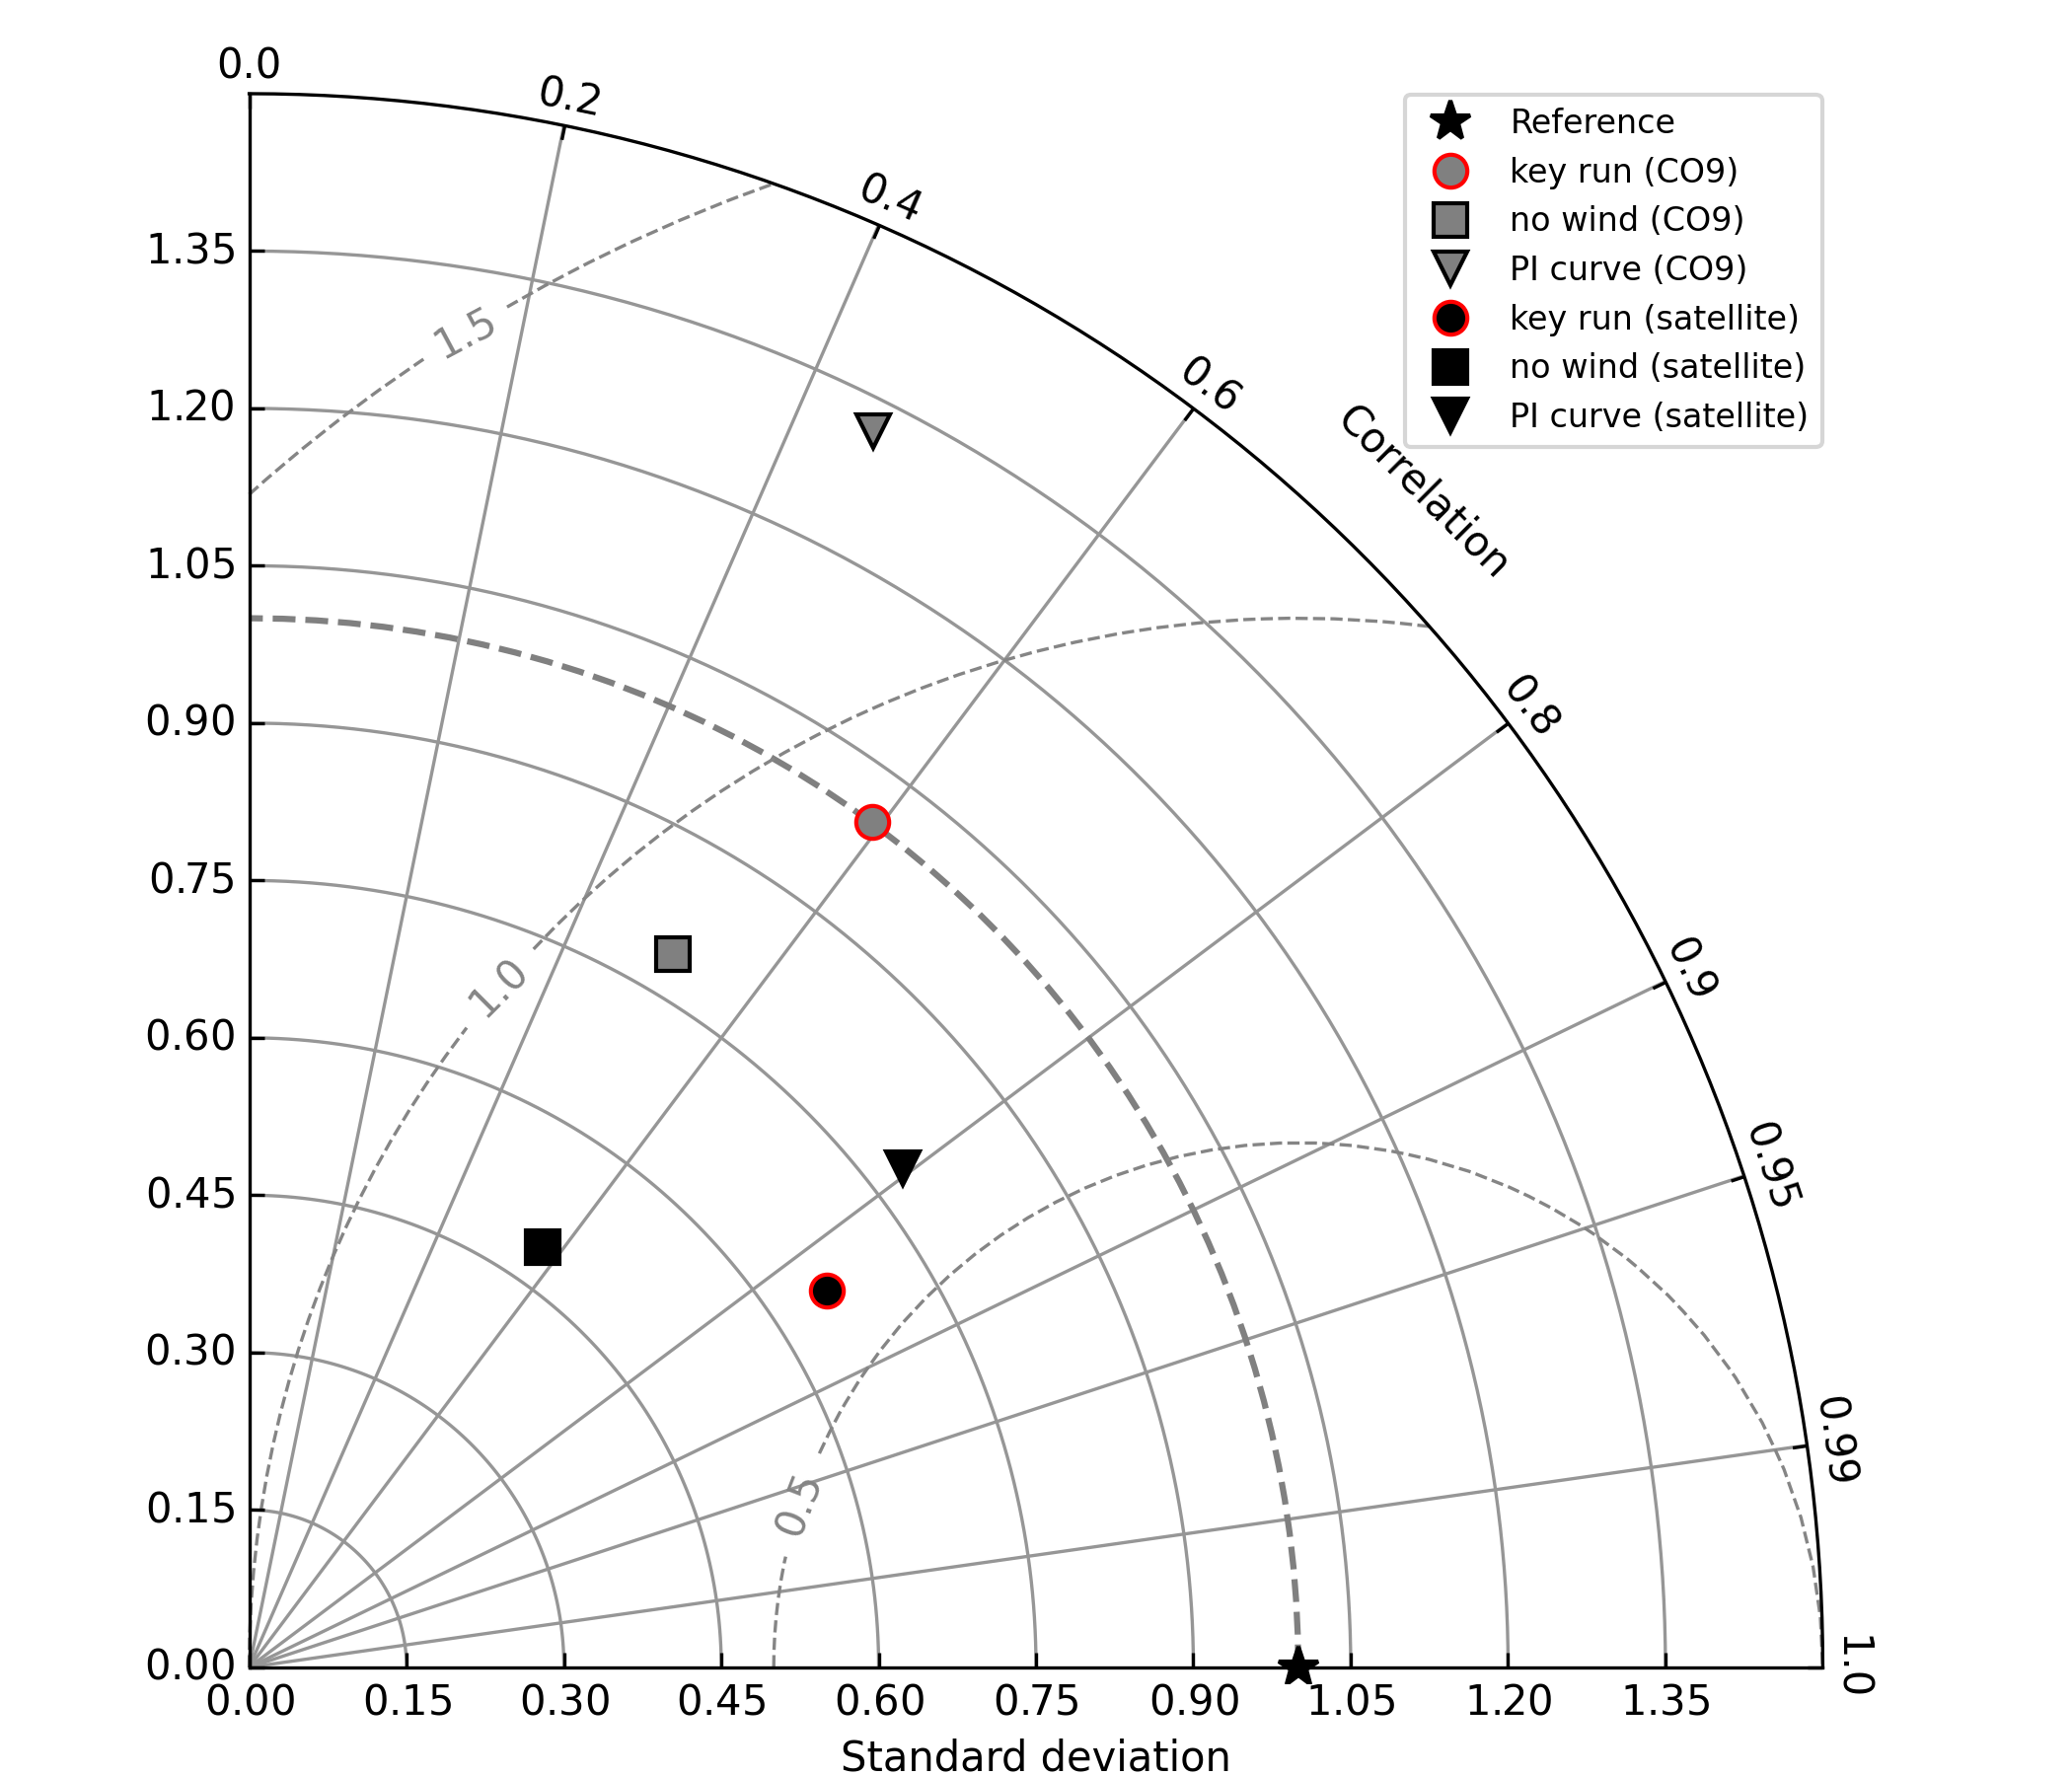 0.0
0.2
0.4
0.6
0.8
0.9
0.95
0.99
1.0
Correlation
Reference
key run (CO9)
no wind (CO9)
PI curve (CO9)
key run (satellite)
no wind (satellite)
PI curve (satellite)
1.35
1.20
1.05
0.90
0.75
0.60
0.45
0.30
0.15
0.00
1.5
1.0
0.5
0.00 0.15 0.30 0.45 0.60 0.75 0.90 1.05 1.20 1.35
Standard deviation